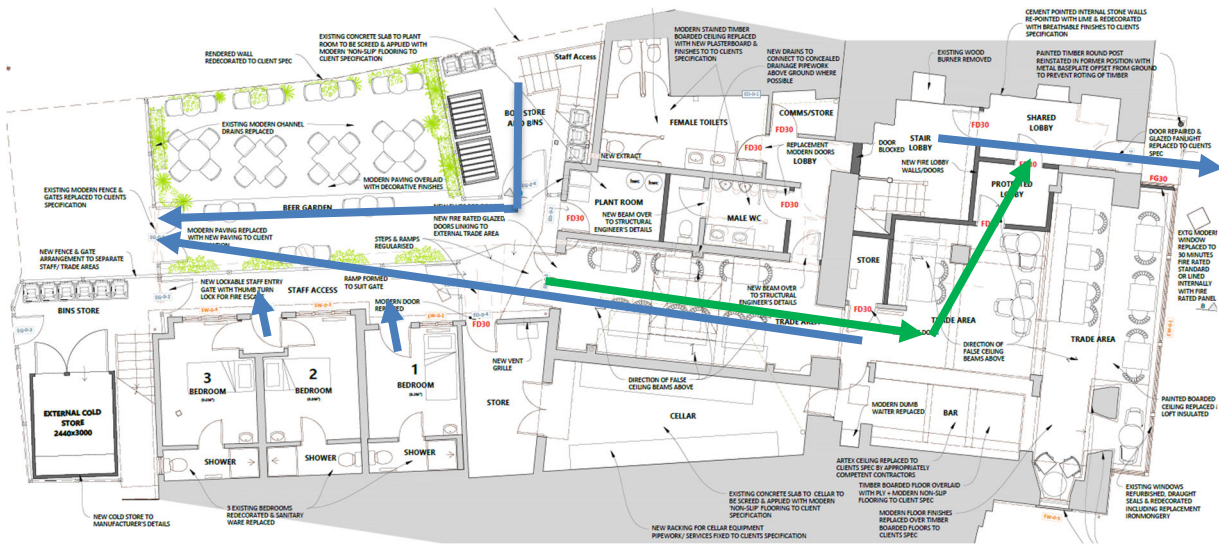 CEMENT POINTED INTERNAL STONE WALLS
RE-POINTED WITH LIME & REDECORATED
WITH BREATHABLE FINISHES TO CLIENTS
SPECIFICATION
MODERN STAINED TIMBER
BOARDED CEILING REPLACED
WITH NEW PLASTERBOARD &
FINISHES TO TO CLIENTS
SPECIFICATION
EXISTING CONCRETE SLAB TO PLANT
ROOM TO BE SCREED & APPLIED WITH
MODERN 'NON-SLIP' FLOORING TO
CLIENT SPECIFICATION
RENDERED WALL
REDECORATED TO CLIENT SPEC
Staff Access
NEW DRAINS TO
CONNECT TO CONCEALED
DRAINAGE PIPEWORK
ABOVE GROUND WHERE
POSSIBLE
EXISTING WOOD
BURNER REMOVED
PAINTED TIMBER ROUND POST
REINSTATED IN FORMER POSITION WITH
METAL BASEPLATE OFFSET FROM GROUND
TO PREVENT ROTING OF TIMBER
AND BINS
FEMALE TOILETS
COMMS/STORE
FD30
REPLACEMENT
MODERN DOORS
LOBBY
DOOR
BLOCKED
STAIR
LOBBY
FD30
SHARED
LOBBY
DOOR REPAIRED &
GLAZED FANLIGHT
REPLACED TO CLIENTS
SPEC
EXISTING MODERN CHANNEL
DRAINS REPLACED
NEW EXTRACT
NEW FIRE LOBBY
WALLS/DOORS
FG30
MODERN PAVING OVERLAID
WITH DECORATIVE FINISHES
EXISTING MODERN FENCE &
GATES REPLACED TO CLIENTS
SPECIFICATION
BEER GARDEN
PLANT ROOM
FD30
NEW BEAM OVER
TO STRUCTURAL
ENGINEER'S DETAILS
MALE WC
FD30
NEW FIRE RATED GLAZED
DOORS LINKING TO
EXTERNAL TRADE AREA
MODERN PAVING REPLACED
WITH NEW PAVING TO CLIENT
STEPS & RAMPS
REGULARISED
EXTG MODERN
WINDOW
REPLACED TO
30 MINUTES
FIRE RATED
STANDARD
OR LINED
INTERNALLY
WITH FIRE
RATED PANEL
NEW FENCE & GATE
ARRANGEMENT TO SEPARATE
STAFF/ TRADE AREAS
NEW LOCKABLE STAFF ENTRY
GATE WITH THUMB TURN
LOCK FOR FIRE
STAFF ACCESS
RAMP FORMED
TO SUIT GATE
STORE
NEW BEAM OVER
TO STRUCTURAL
ENGINEER'S DETAILS
BINS STORE
MODERN DOOR
FD30
TRADE AREA
FD30
TRADE AREA
TRADE AREA
DIRECTION OF
FALSE CEILING
BEAMS ABOVE
NEW VENT
GRILLE
3
BEDROOM
2
BEDROOM
1
BEDROOM
DIRECTION OF FALSE
CEILING BEAMS ABOVE
STORE
EXTERNAL COLD
STORE
2440x3000
CELLAR
MODERN DUMB
WAITER REPLACED
BAR
PAINTED BOARDED
CEILING REPLACED &
LOFT INSULATED
SHOWER
SHOWER
SHOWER
ARTEX CEILING REPLACED TO
CLIENTS SPEC BY APPROPRIATELY
COMPETENT CONTRACTORS
TIMBER BOARDED FLOOR OVERLAID
WITH PLY + MODERN NON-SLIP
FLOORING TO CLIENT SPEC
MODERN FLOOR FINISHES
REPLACED OVER TIMBER
BOARDED FLOORS TO
CLIENTS SPEC
EXISTING WINDOWS
REFURBISHED, DRAUGHT
SEALS & REDECORATED
INCLUDING REPLACEMENT
IRONMONGERY
3 EXISTING BEDROOMS
REDECORATED & SANITARY
WARE REPLACED
NEW COLD STORE TO
MANUFACTURER'S DETAILS
EXISTING CONCRETE SLAB TO CELLAR TO
BE SCREED & APPLIED WITH MODERN
'NON-SLIP' FLOORING TO CLIENT
SPECIFICATION
NEW RACKING FOR CELLAR EQUIPMENT
PIPEWORK/ SERVICES FIXED TO CLIENTS SPECIFICATION